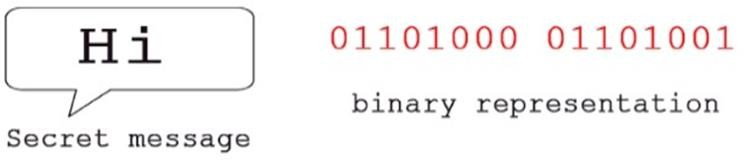 Hi
Secret message
01101000 01101001
binary representation